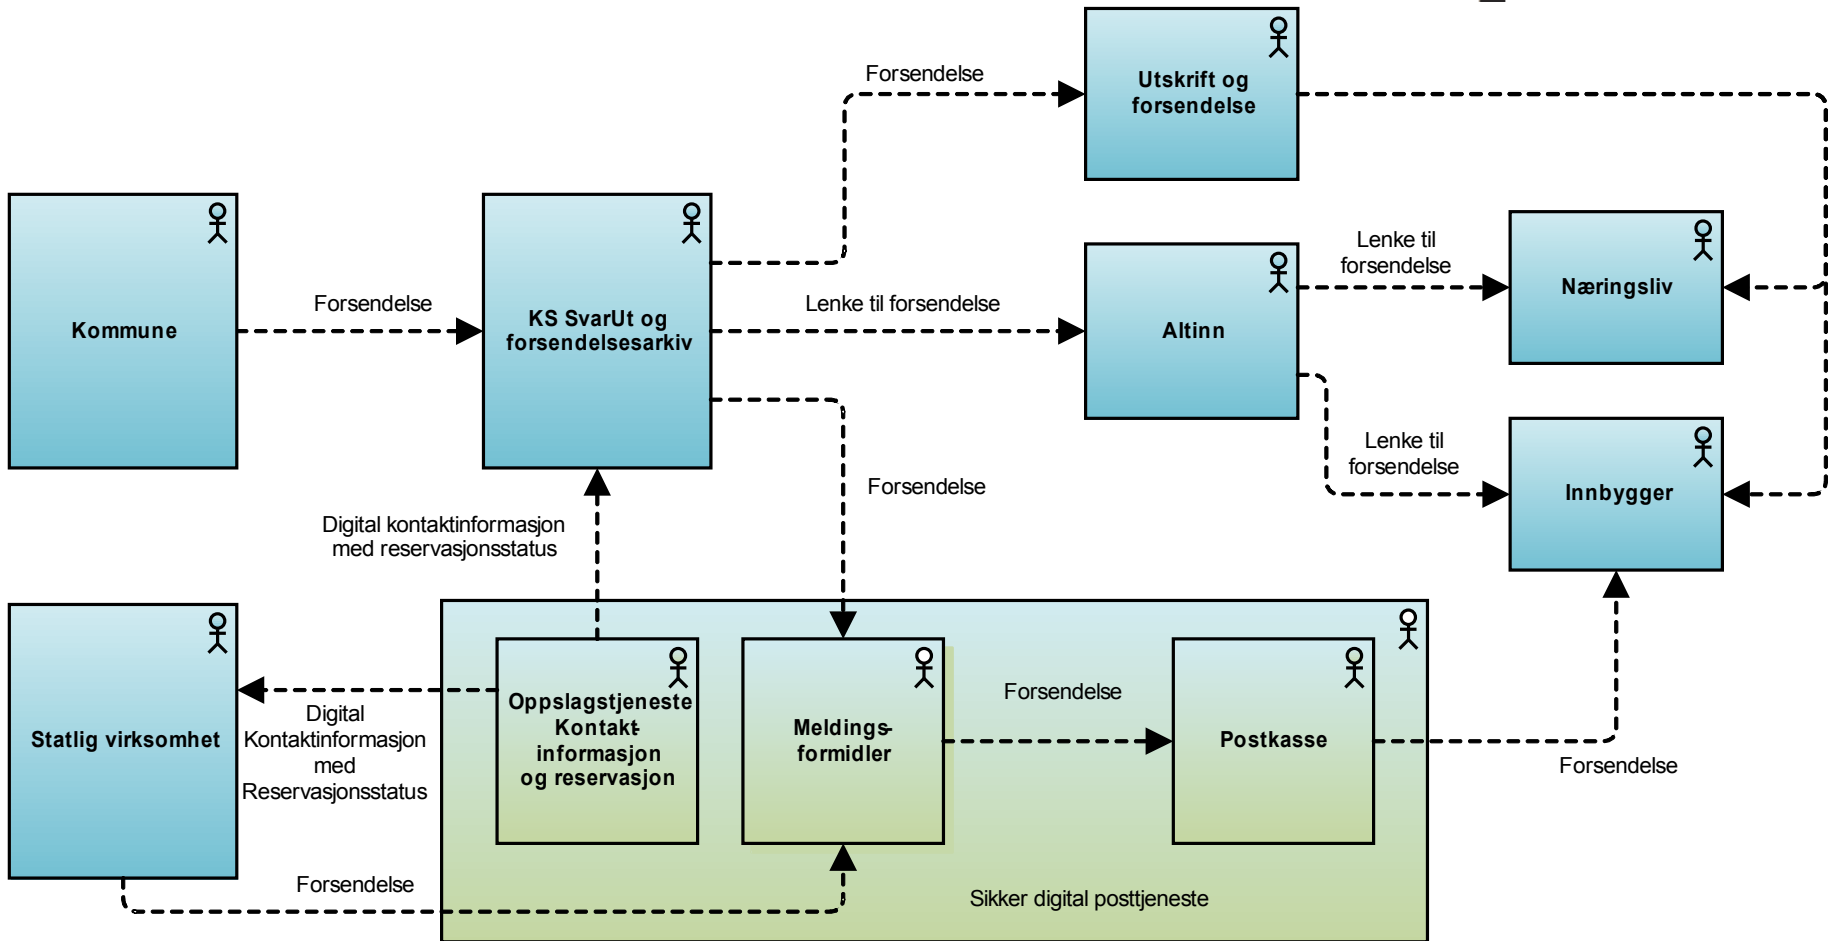 Forsendelse
Utskrift og
forsendelse
Kommune
Forsendelse
KS SvarUt og
forsendelsesarkiv
Lenke til forsendelse
Altinn
Lenke til
forsendelse
Næringsliv
Lenke til
forsendelse
Innbygger
Forsendelse
Digital kontaktinformasjon
med reservasjonsstatus
Statlig virksomhet
Digital
Kontaktinformasjon
med
Reservasjonsstatus
Oppslagstjeneste
Kontakt-
informasjon
og reservasjon
Meldings-
formidler
Forsendelse
Postkasse
Forsendelse
Forsendelse
Sikker digital posttjeneste